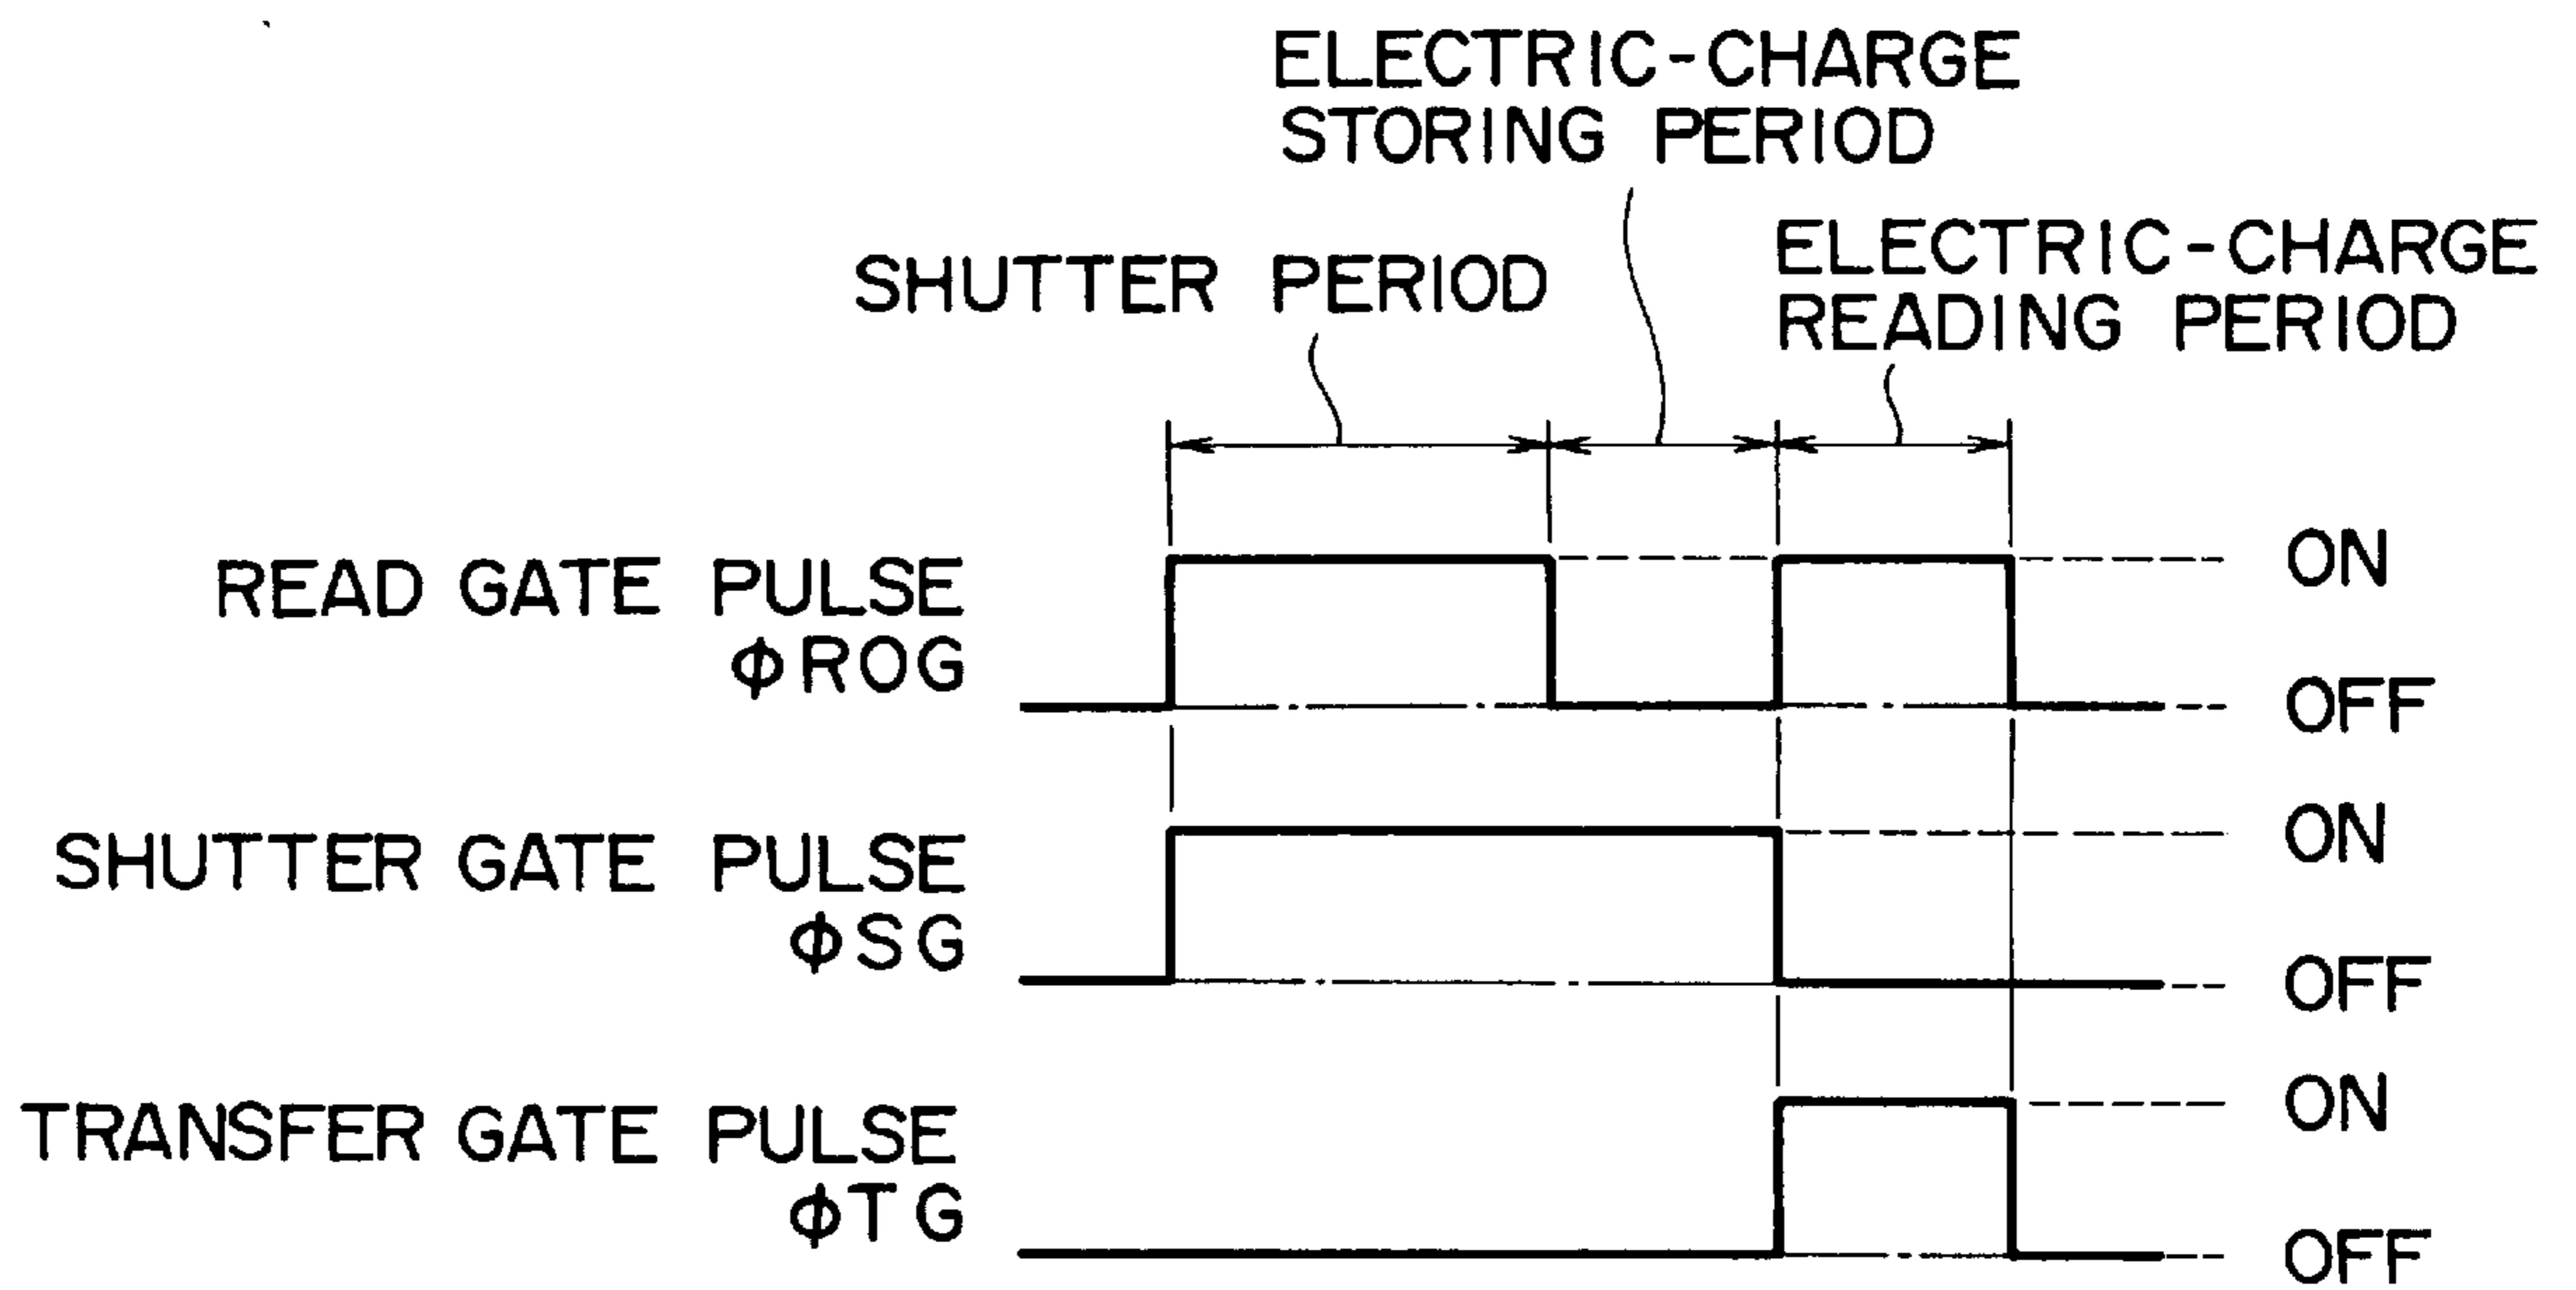 ELECTRIC-CHARGE
STORING PERIOD
SHUTTER PERIOD
ELECTRIC-CHARGE
READING PERIOD
READ GATE PULSE
ΦROG
ON
OFF
SHUTTER GATE PULSE
ΦSG
ON
OFF
TRANSFER GATE PULSE
ΦTG
ON
OFF